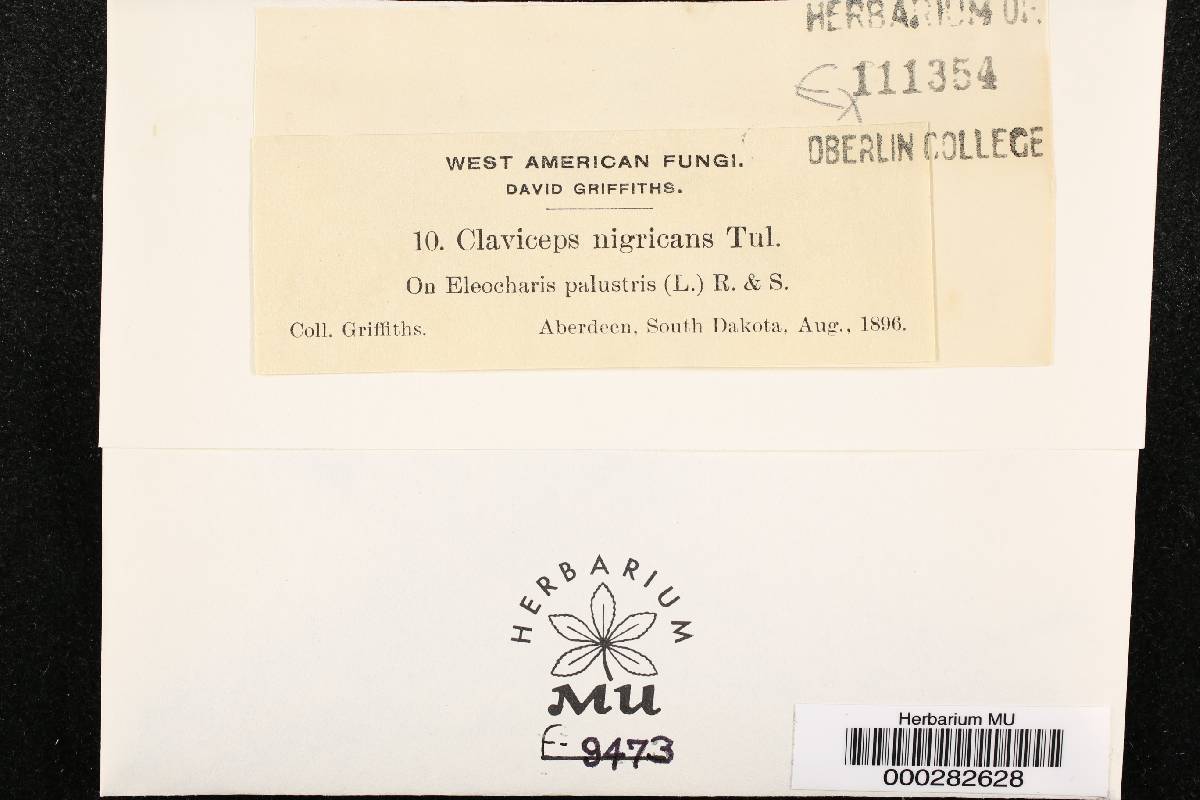 HERBARIUM OF
111354
OBERLIN COLLEGE
WEST AMERICAN FUNGI.
DAVID GRIFFITHS.
10. Claviceps nigricans Tul.
On Eleocharis palustris (L.) R. & S.
Coll. Griffiths. Aberdeen, South Dakota, Aug., 1896.
HERBARIUM
MU
F- 9473
Herbarium MU
000282628